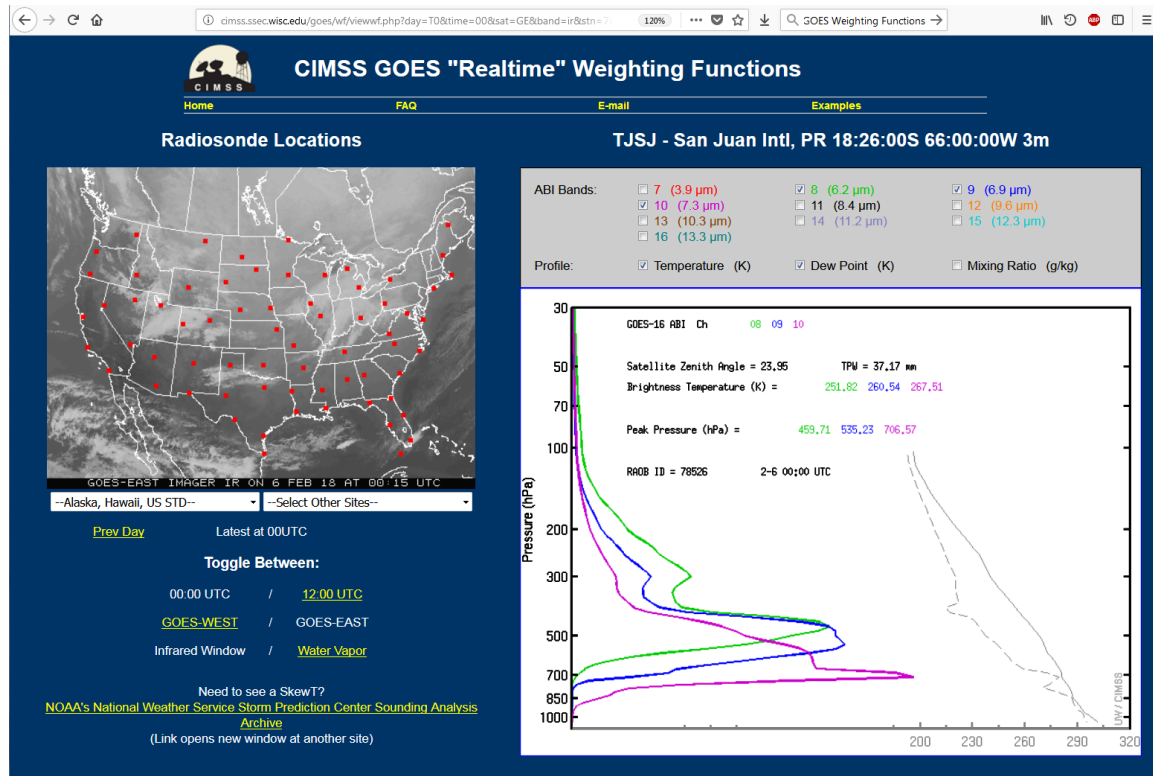 cimss.ssec.wisc.edu/goes/wf/viewwf.php?day=T0&time=00&sat=GE&band=ir&stn=7
120%
GOES Weighting Functions
CIMSS
CIMSS GOES "Realtime" Weighting Functions
Home FAQ E-mail Examples
Radiosonde Locations
TJSJ - San Juan Intl, PR 18:26:00S 66:00:00W 3m
ABI Bands: 7 (3.9 µm) 8 (6.2 µm) 9 (6.9 µm)
10 (7.3 µm) 11 (8.4 µm) 12 (9.6 µm)
13 (10.3 µm) 14 (11.2 µm) 15 (12.3 µm)
16 (13.3 µm)
Profile: Temperature (K) Dew Point (K) Mixing Ratio (g/kg)
GOES-EAST IMAGER IR ON 6 FEB 18 AT 00:15 UTC
--Alaska, Hawaii, US STD-- --Select Other Sites--
Prev Day Latest at 00UTC
Toggle Between:
00:00 UTC / 12:00 UTC
GOES-WEST / GOES-EAST
Infrared Window / Water Vapor
Need to see a SkewT?
NOAA's National Weather Service Storm Prediction Center Sounding Analysis
Archive
(Link opens new window at another site)
GOES-16 ABI Ch 08 09 10
Satellite Zenith Angle = 23.95 TPW = 37.17 mm
Brightness Temperature (K) = 251.82 260.54 267.51
Peak Pressure (hPa) = 459.71 535.23 706.57
RAOB ID = 78526 2-6 00:00 UTC
Pressure (hPa)
30
50
70
100
200
300
500
700
850
1000
200 230 260 290 320
UW/CIMSS